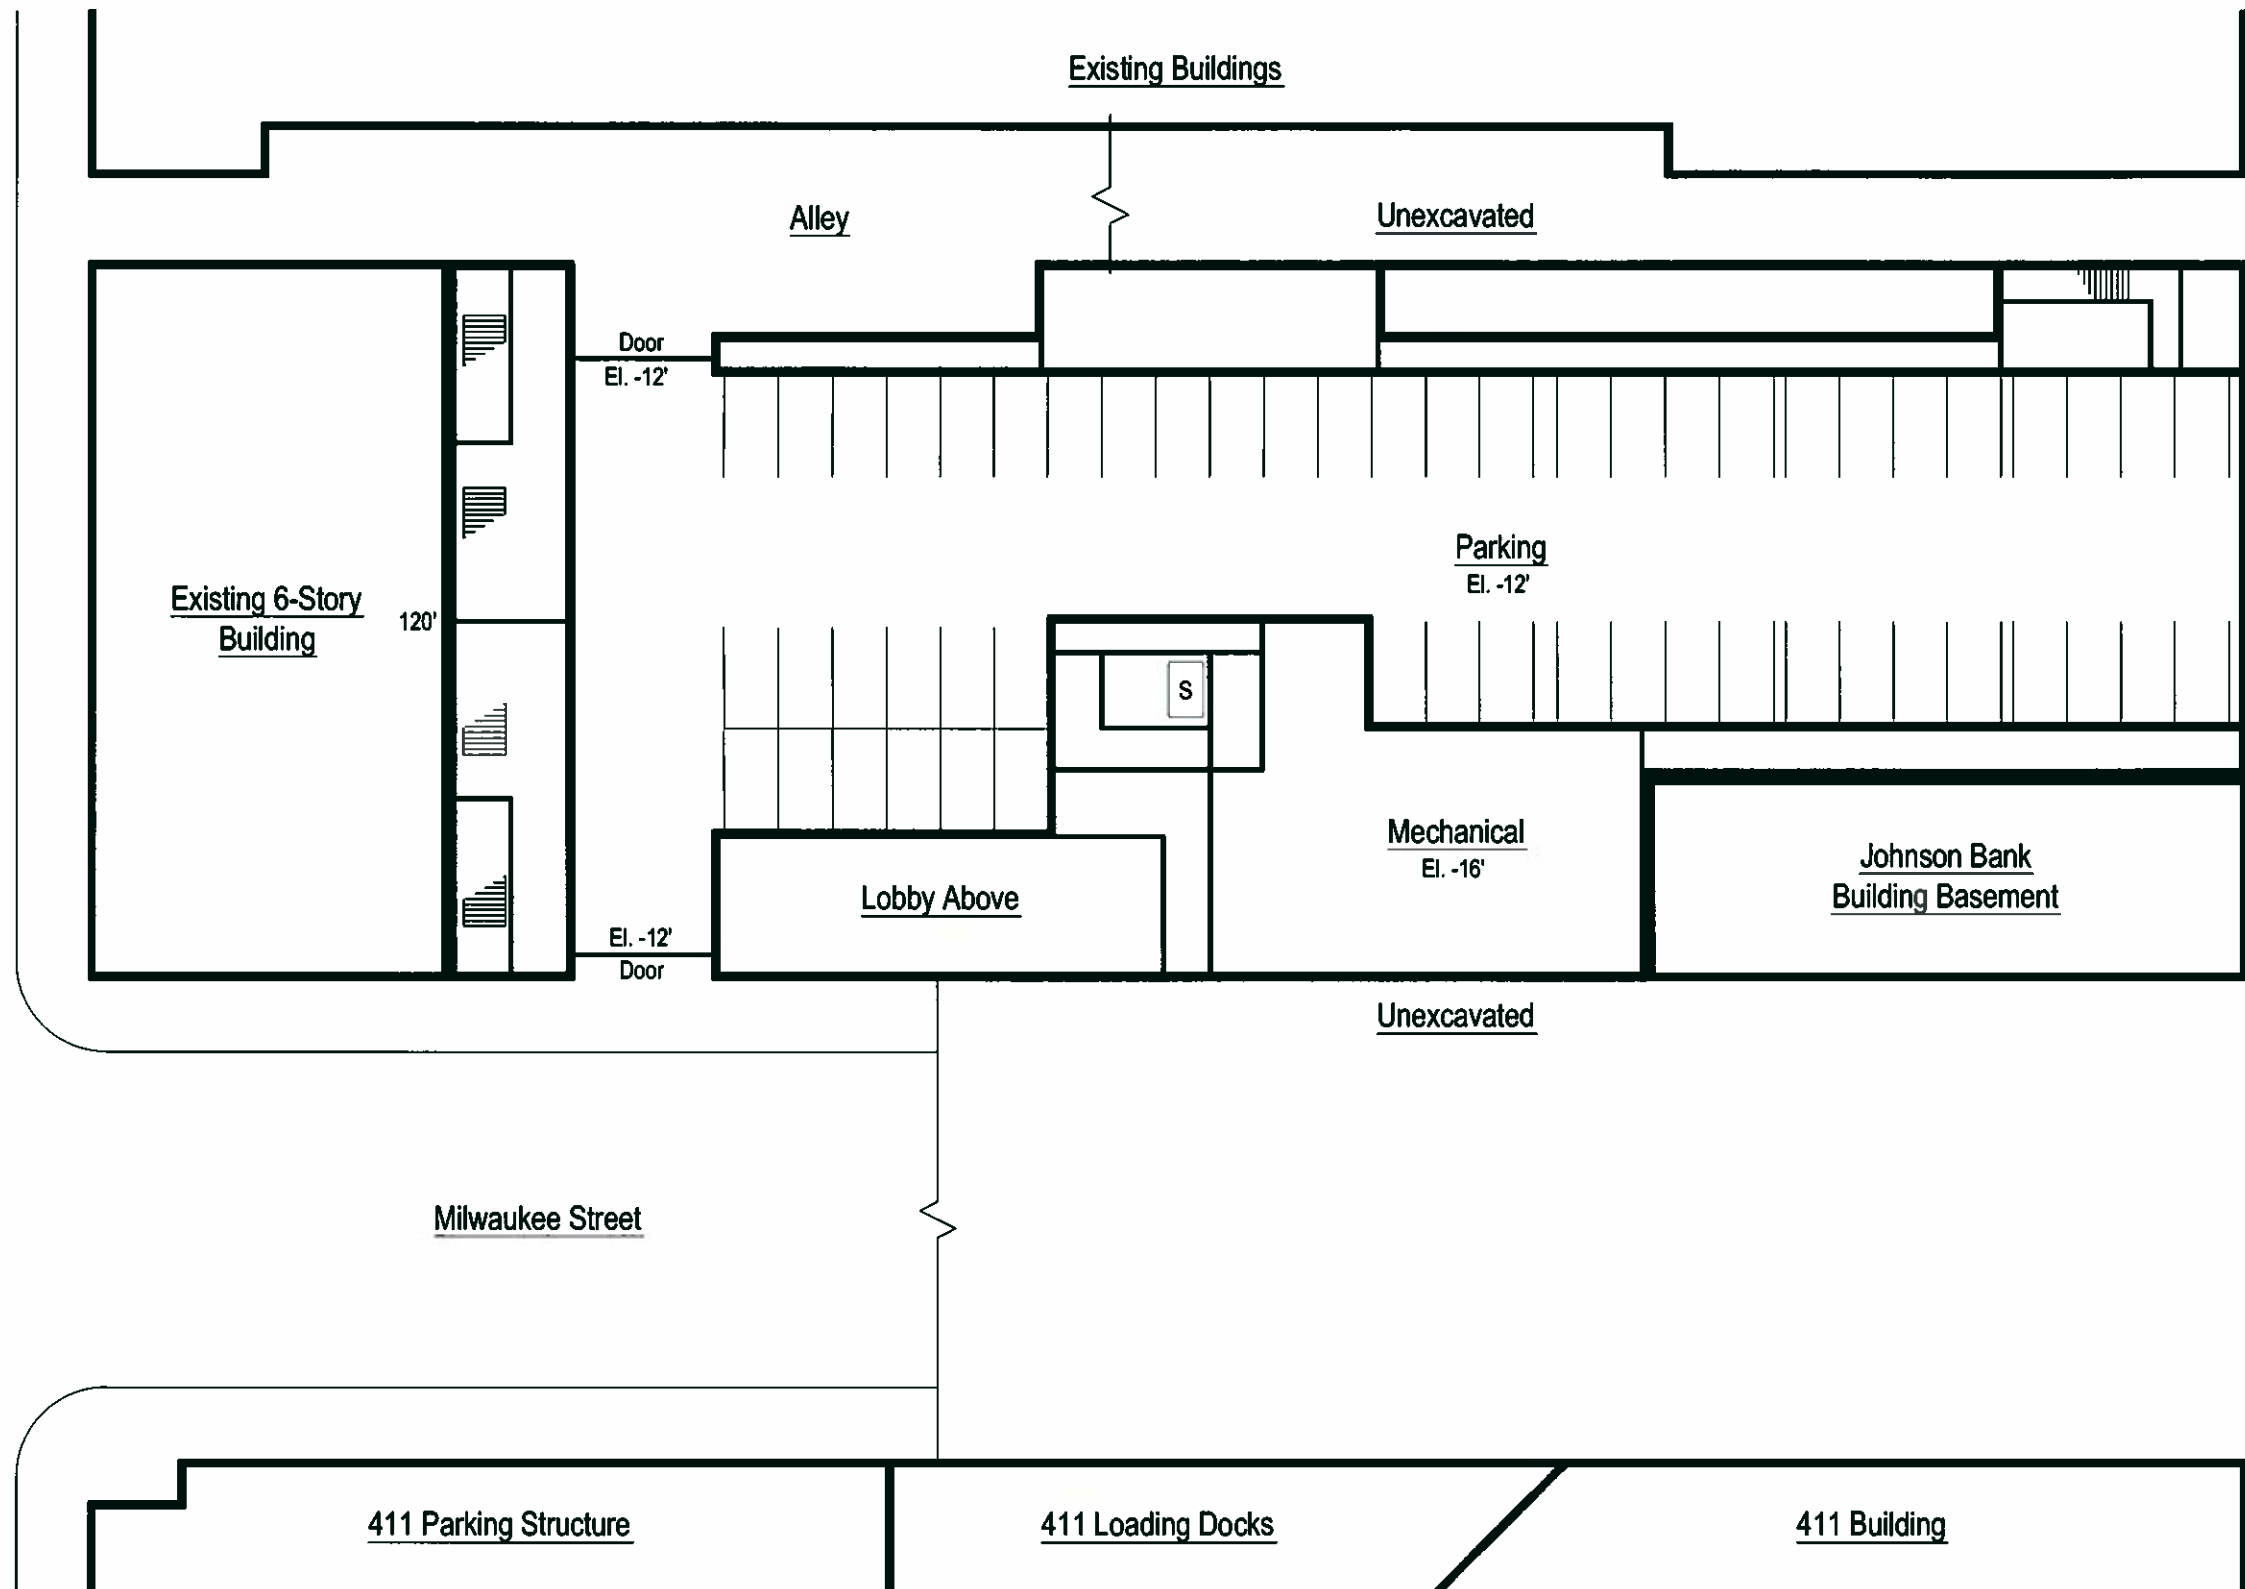 Existing Buildings
Alley
Unexcavated
Door
El. -12'
Parking
El. -12'
Existing 6-Story
Building
120'
S
Mechanical
El. -16'
Johnson Bank
Building Basement
Lobby Above
El. -12'
Door
Unexcavated
Milwaukee Street
411 Parking Structure
411 Loading Docks
411 Building